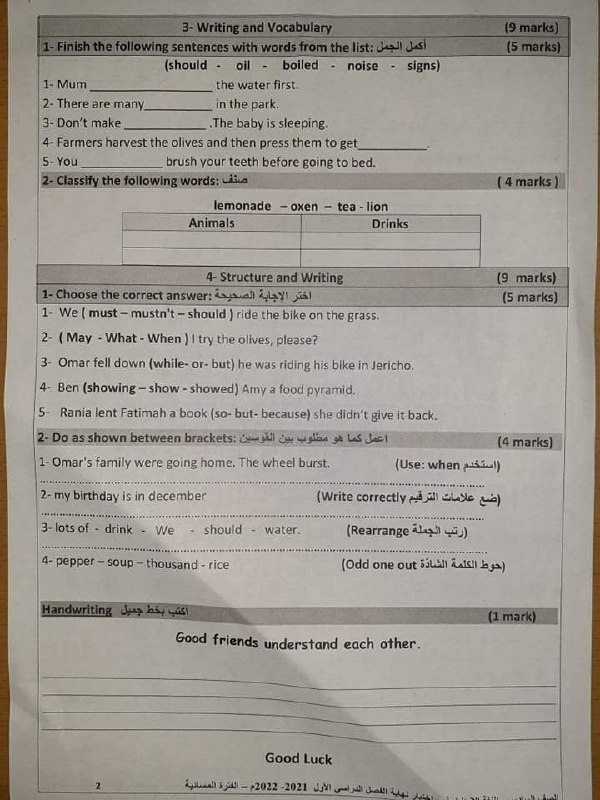 3- Writing and Vocabulary (9 marks)
1- Finish the following sentences with words from the list: أكمل الجمل (5 marks)
(should - oil - boiled - noise - signs)
1- Mum ________________ the water first.
2- There are many____________ in the park.
3- Don't make ______________ .The baby is sleeping.
4- Farmers harvest the olives and then press them to get___________.
5- You _____________ brush your teeth before going to bed.
2- Classify the following words: صنف (4 marks )
lemonade – oxen – tea - lion
Animals Drinks
4- Structure and Writing (9 marks)
1- Choose the correct answer: اختر الإجابة الصحيحة (5 marks)
1- We ( must – mustn't – should ) ride the bike on the grass.
2- ( May - What - When ) I try the olives, please?
3- Omar fell down (while- or- but) he was riding his bike in Jericho.
4- Ben (showing – show - showed) Amy a food pyramid.
5- Rania lent Fatimah a book (so- but- because) she didn't give it back.
2- Do as shown between brackets: اعمل كما هو مطلوب بين القوسين (4 marks)
1- Omar's family were going home. The wheel burst. (Use: when استخدم)
2- my birthday is in december (Write correctly ضع علامات الترقيم)
3- lots of - drink - We - should - water. (Rearrange رتب الجملة)
4- pepper – soup – thousand - rice (Odd one out حوط الكلمة الشاذة)
Handwriting اكتب بخط جميل (1 mark)
Good friends understand each other.
Good Luck
2 نهاية الفصل الدراسي الأول 2021- 2022م – الفترة المسائية